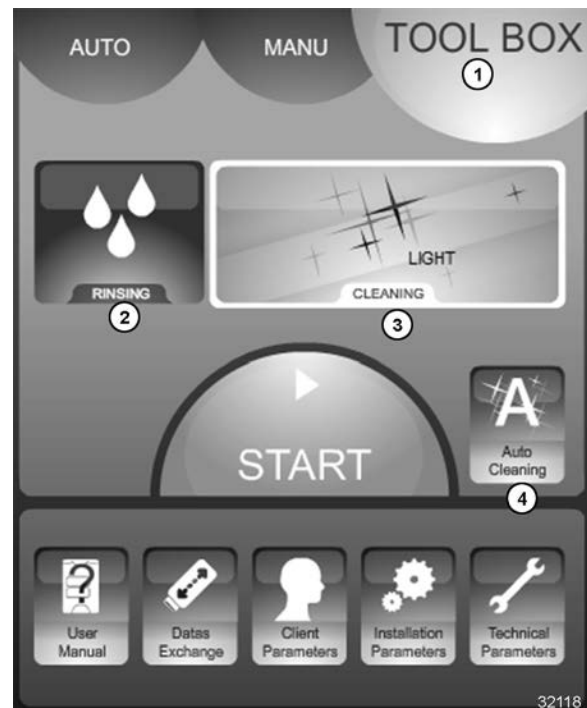 AUTO
MANU
TOOL BOX
1
LIGHT
RINSING
CLEANING
2
3
START
A
Auto
Cleaning
4
?
User
Manual
Datas
Exchange
Client
Parameters
Installation
Parameters
Technical
Parameters
32118